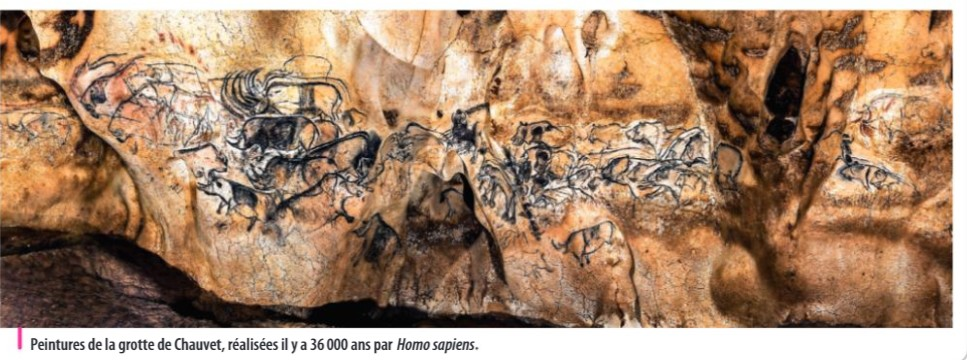 Peintures de la grotte de Chauvet, réalisées il y a 36 000 ans par Homo sapiens.